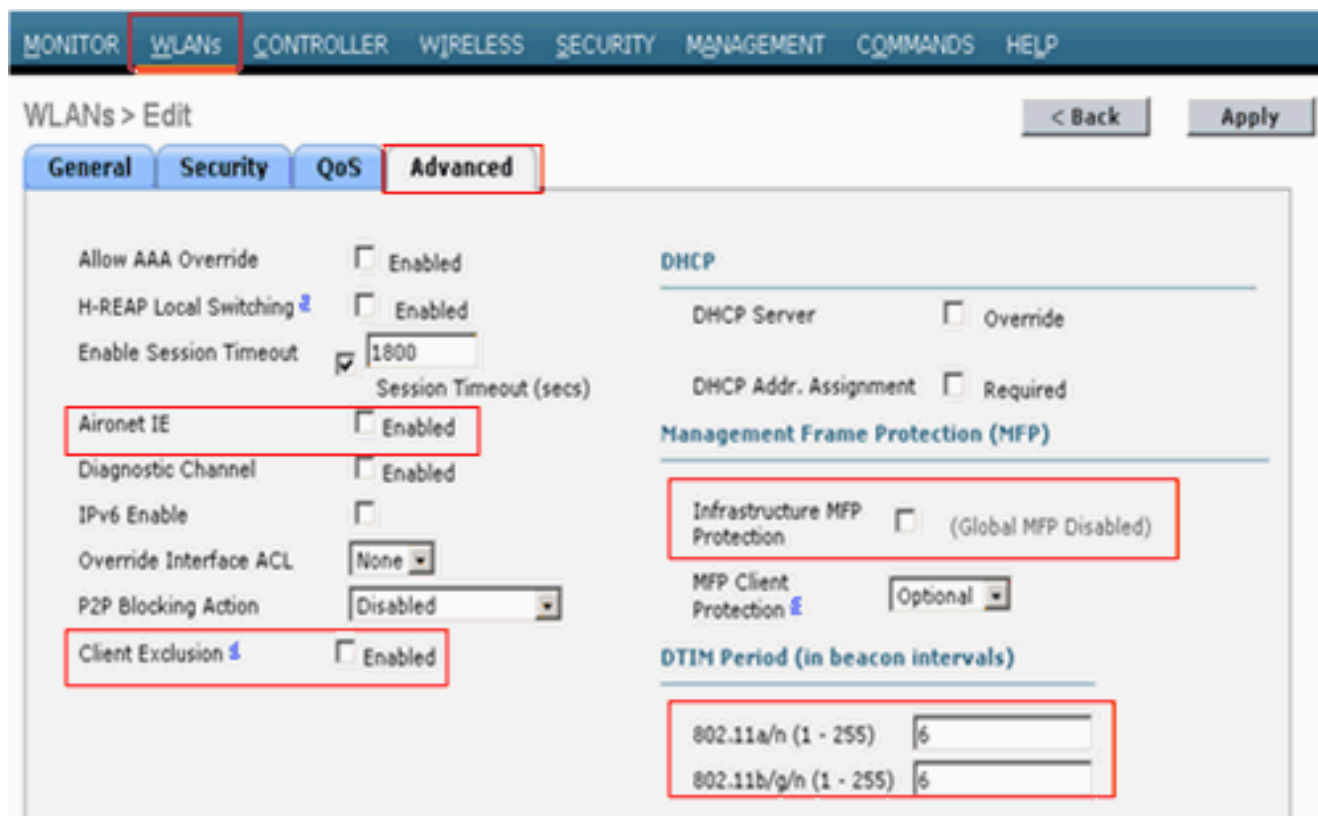 MONITOR WLANs CONTROLLER WIRELESS SECURITY MANAGEMENT COMMANDS HELP
WLANs > Edit
< Back Apply
General Security QoS Advanced
Allow AAA Override Enabled
H-REAP Local Switching 2 Enabled
Enable Session Timeout 1800
Session Timeout (secs)
Aironet IE Enabled
Diagnostic Channel Enabled
IPv6 Enable
Override Interface ACL None
P2P Blocking Action Disabled
Client Exclusion 1 Enabled
DHCP
DHCP Server Override
DHCP Addr. Assignment Required
Management Frame Protection (MFP)
Infrastructure MFP
Protection (Global MFP Disabled)
MFP Client
Protection Optional
DTIM Period (in beacon intervals)
802.11a/n (1 - 255) 6
802.11b/g/n (1 - 255) 6